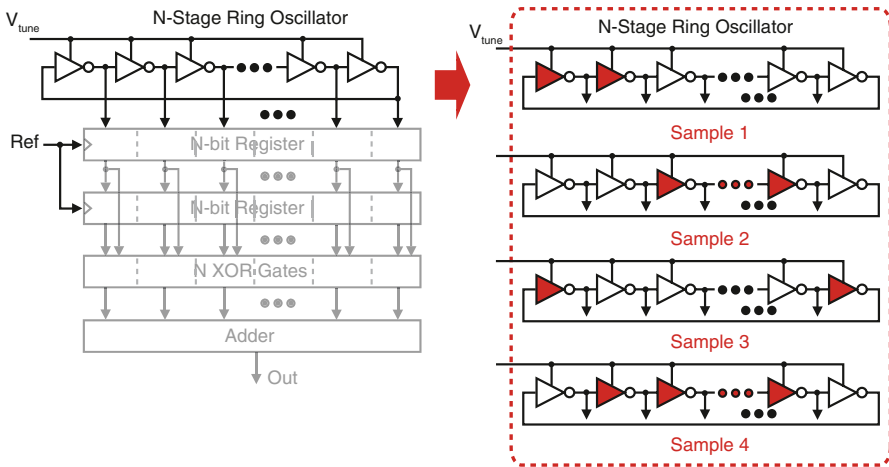 N-Stage Ring Oscillator
V_tune
Ref
N-bit Register
N-bit Register
N XOR Gates
Adder
Out
N-Stage Ring Oscillator
V_tune
Sample 1
Sample 2
Sample 3
Sample 4